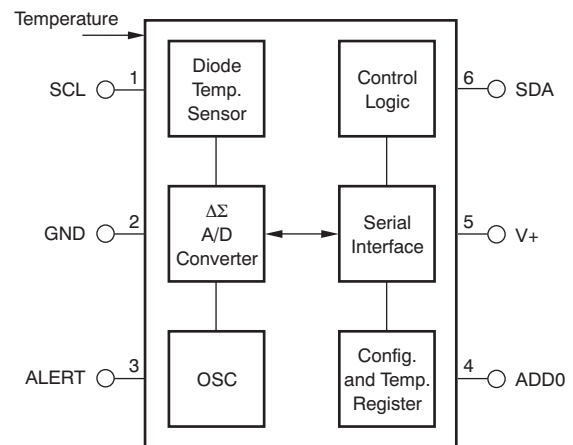 Temperature
SCL
1
Diode
Temp.
Sensor
Control
Logic
6
SDA
GND
2
ΔΣ
A/D
Converter
Serial
Interface
5
V+
ALERT
3
OSC
Config.
and Temp.
Register
4
ADD0